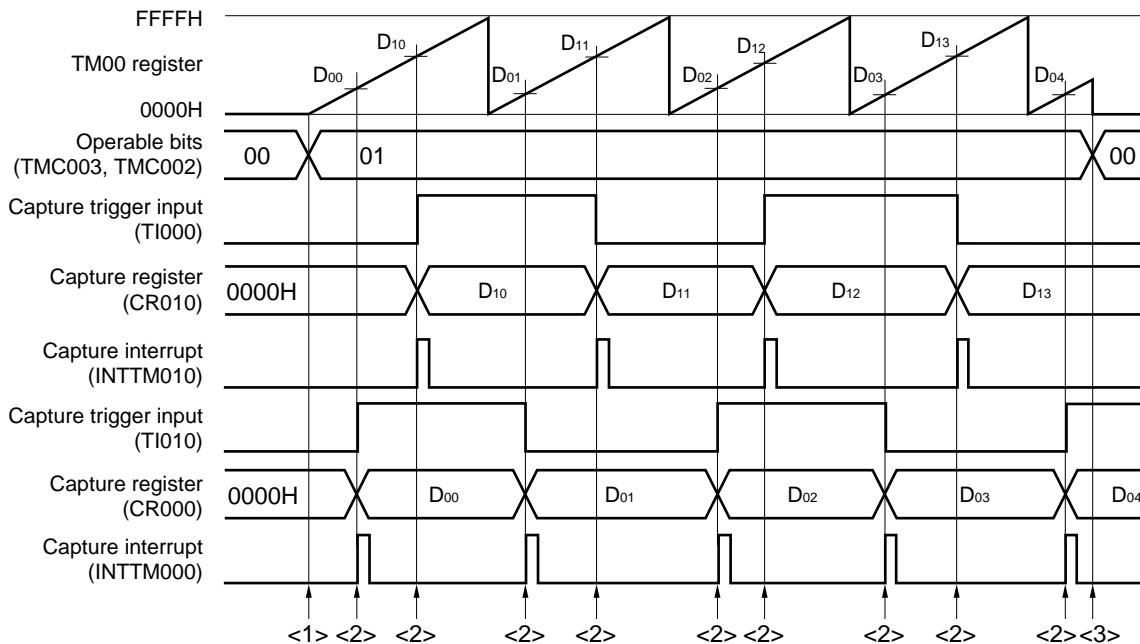 FFFFH
TM00 register
0000H
D00 D10 D01 D11 D02 D12 D03 D13 D04
Operable bits
(TMC003, TMC002)
00 01 00
Capture trigger input
(TI000)
Capture register
(CR010)
0000H D10 D11 D12 D13
Capture interrupt
(INTTM010)
Capture trigger input
(TI010)
Capture register
(CR000)
0000H D00 D01 D02 D03 D04
Capture interrupt
(INTTM000)
<1> <2> <2> <2> <2> <2> <2> <2> <2> <2> <3>